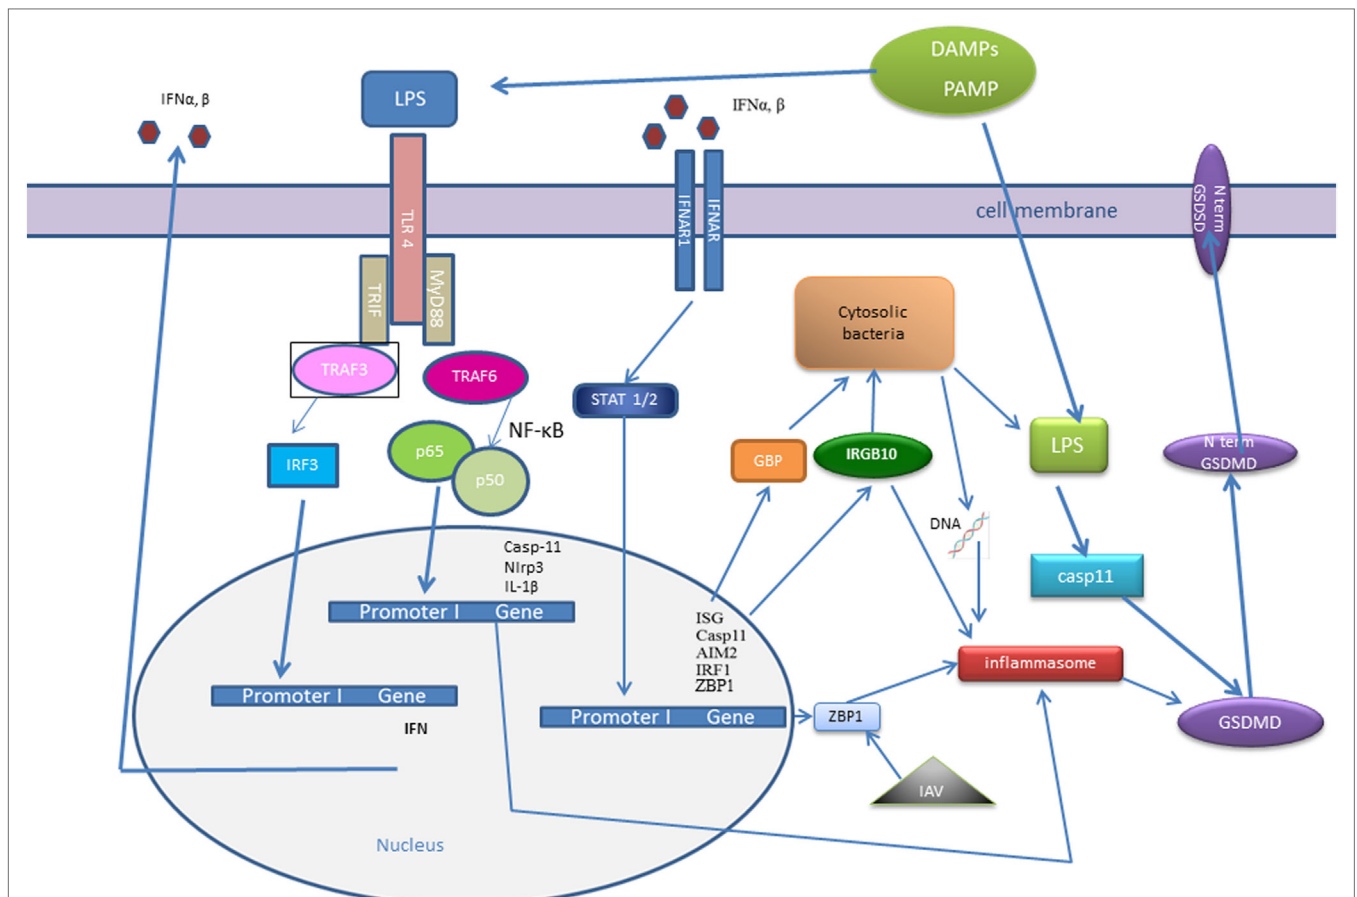 DAMPs
PAMP
LPS
IFNα, β
IFNα, β
TLR 4
IFNAR1
IFNAR
cell membrane
N term
GSDSD
TRIF
MyD88
Cytosolic
bacteria
TRAF3
TRAF6
STAT 1/2
NF-κB
p65
p50
IRF3
GBP
IRGB10
LPS
N term
GSDMD
DNA
Casp-11
NIrp3
IL-1β
Promoter I Gene
casp11
ISG
Casp11
AIM2
IRF1
ZBP1
inflammasome
Promoter I Gene
IFN
Promoter I Gene
ZBP1
GSDMD
IAV
Nucleus